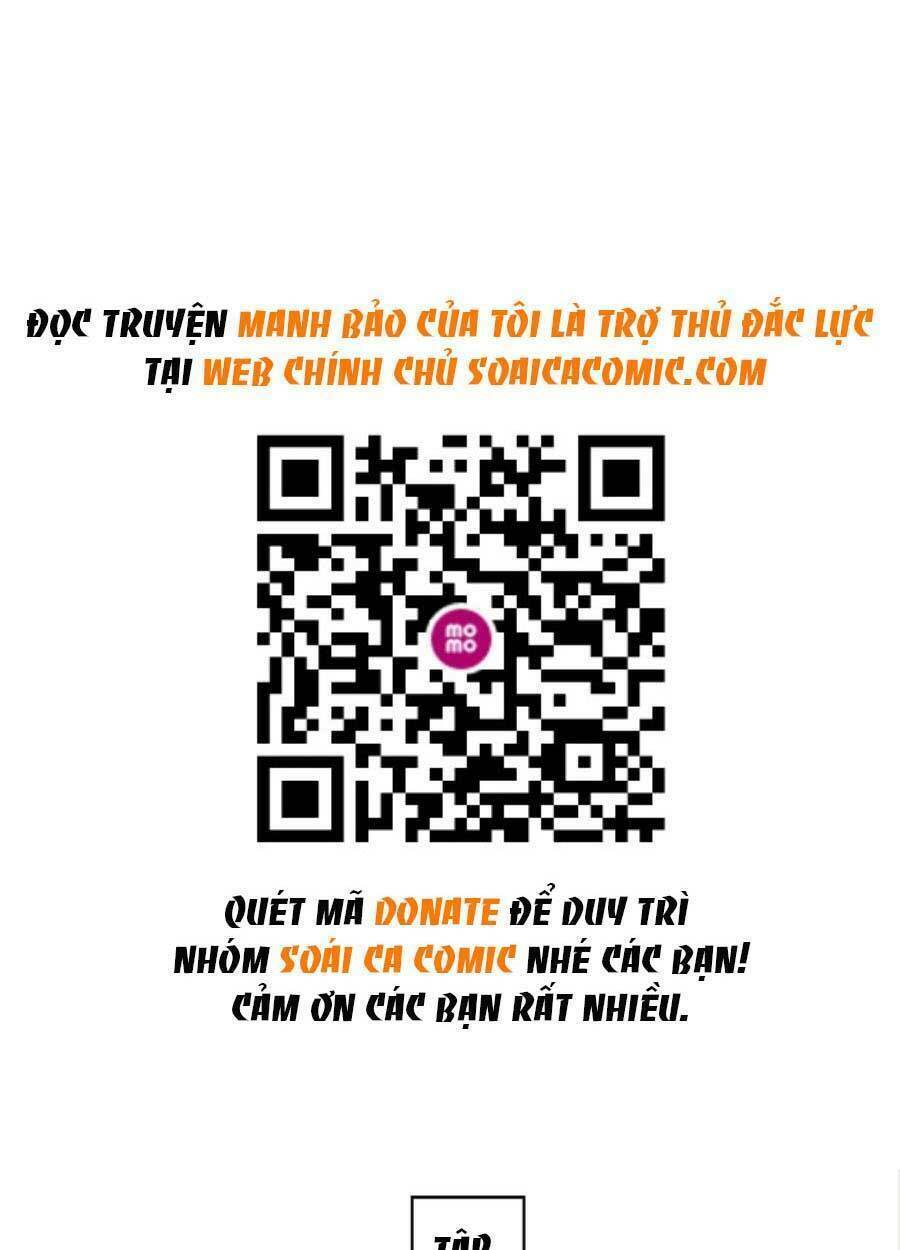 ĐỌC TRUYỆN MANH BẢO CỦA TÔI LÀ TRỢ THỦ ĐẮC LỰC
TẠI WEB CHÍNH CHỦ SOAICACOMIC.COM
mo
mo
QUÉT MÃ DONATE ĐỂ DUY TRÌ
NHÓM SOÁI CA COMIC NHÉ CÁC BẠN!
CẢM ƠN CÁC BẠN RẤT NHIỀU.
TẬP